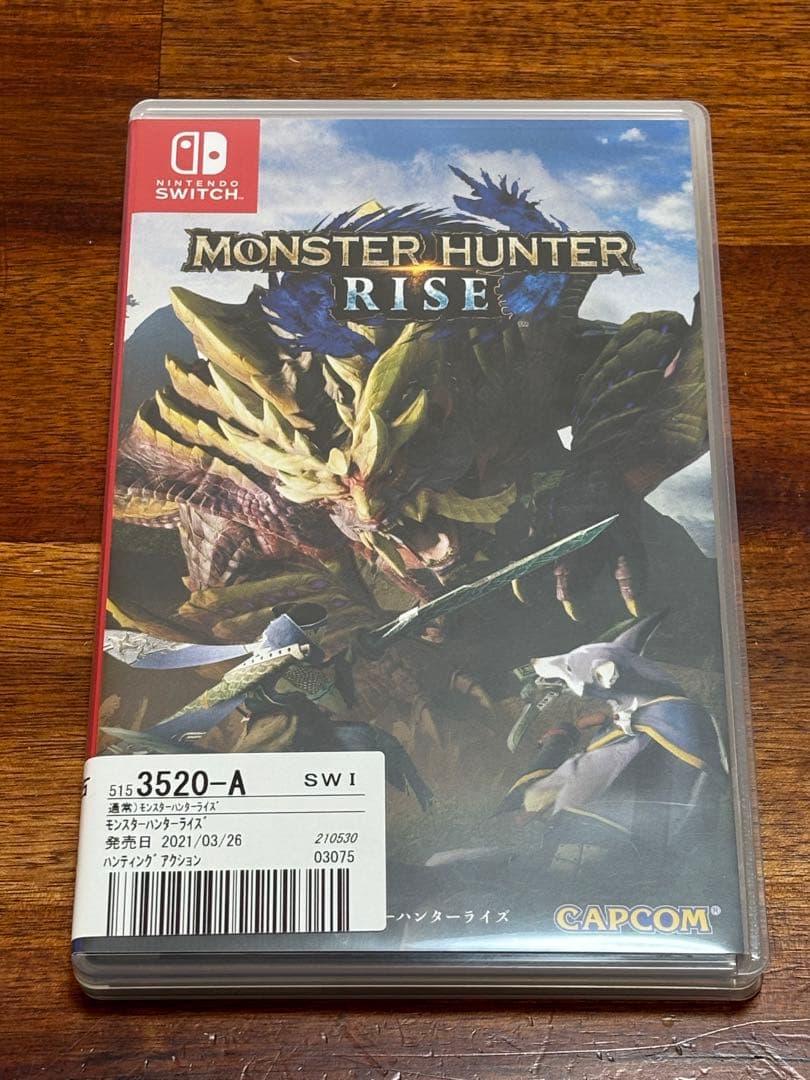 NINTENDO
SWITCH™
MONSTER HUNTER
RISE
515 3520-A SWI
通常)モンスターハンターライズ
モンスターハンターライズ
発売日 2021/03/26 210530
ハンティングアクション 03075
ーハンターライズ
CAPCOM®